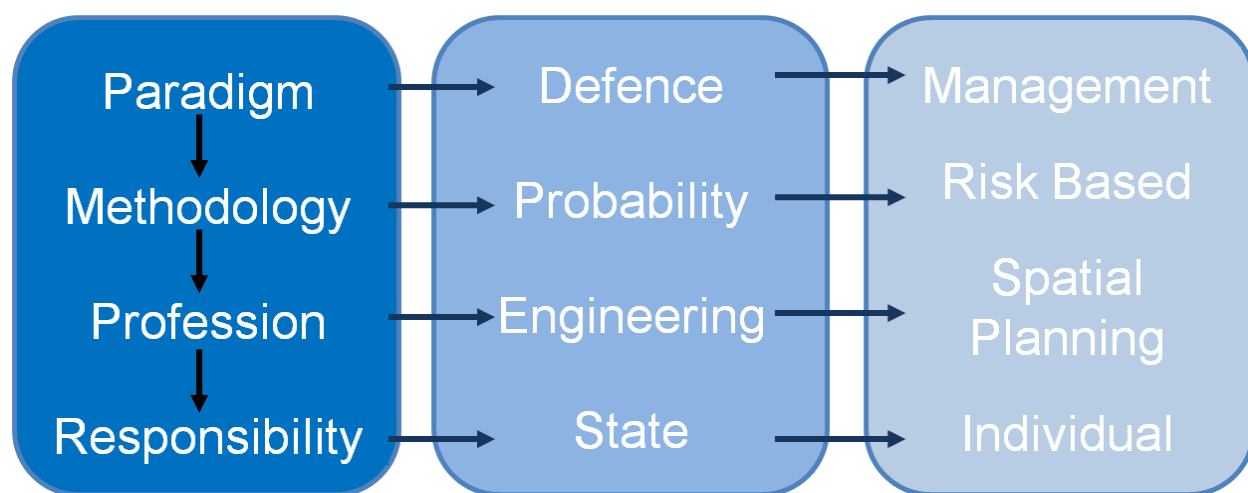 Paradigm
Methodology
Profession
Responsibility
Defence
Probability
Engineering
State
Management
Risk Based
Spatial
Planning
Individual